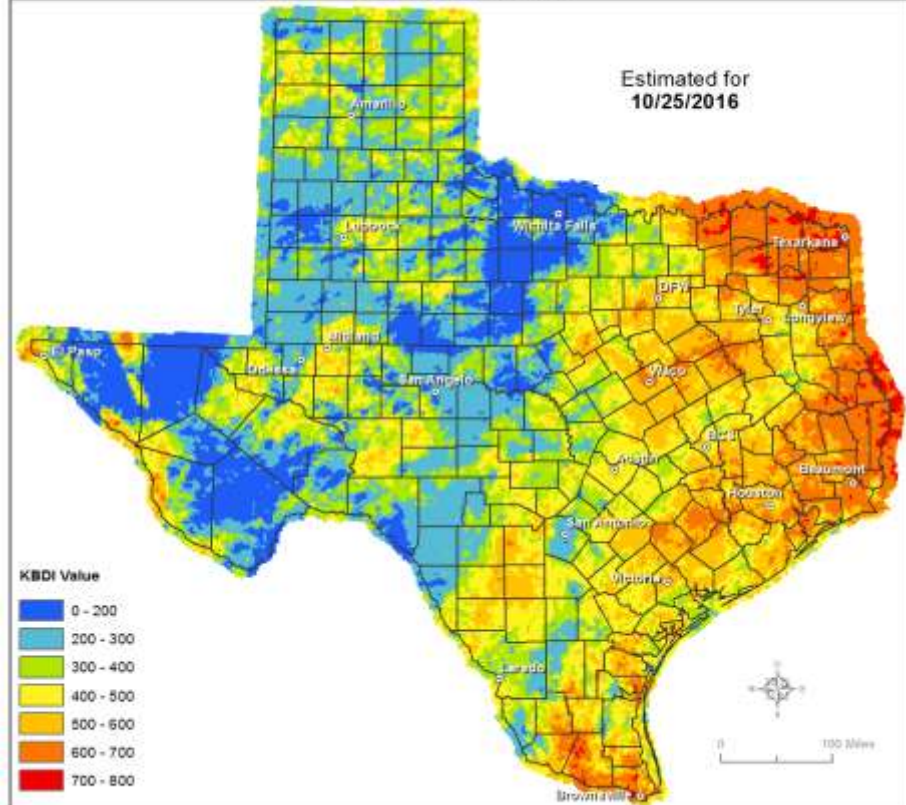 Estimated for
10/25/2016
Amarillo
Lubbock
Wichita Falls
Texarkana
DFW
Tyler
Longview
El Paso
Midland
Odessa
San Angelo
Waco
BCS
Austin
Beaumont
Houston
San Antonio
Victoria
Laredo
Brownsville
KBDI Value
0 - 200
200 - 300
300 - 400
400 - 500
500 - 600
600 - 700
700 - 800
0 100 Miles